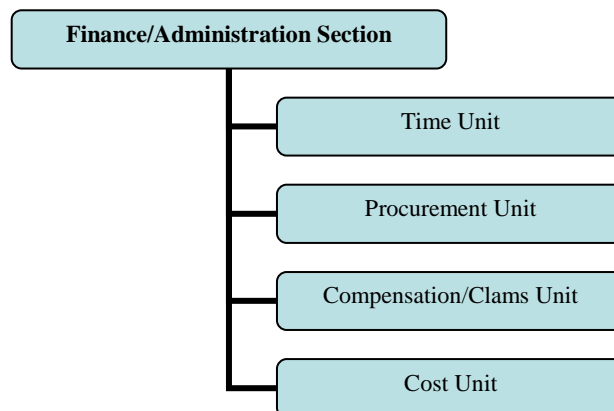 Finance/Administration Section
Time Unit
Procurement Unit
Compensation/Clams Unit
Cost Unit